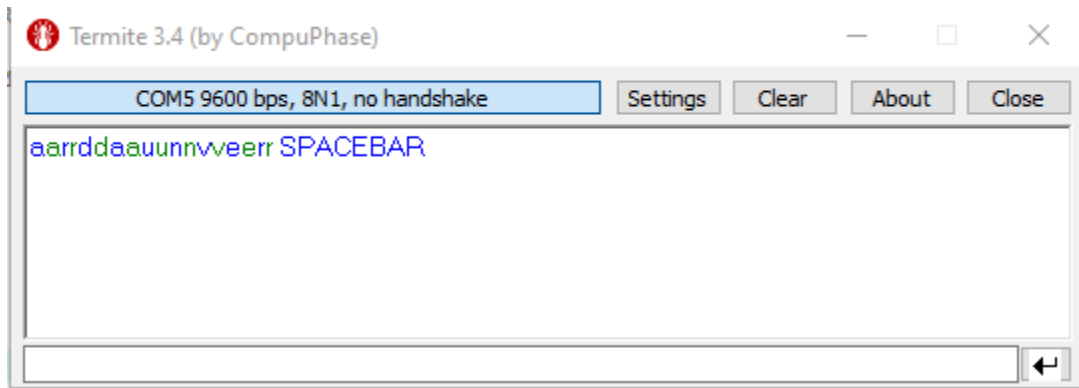 Termite 3.4 (by CompuPhase)
COM5 9600 bps, 8N1, no handshake Settings Clear About Close
aarrddaauunnvveerr SPACEBAR